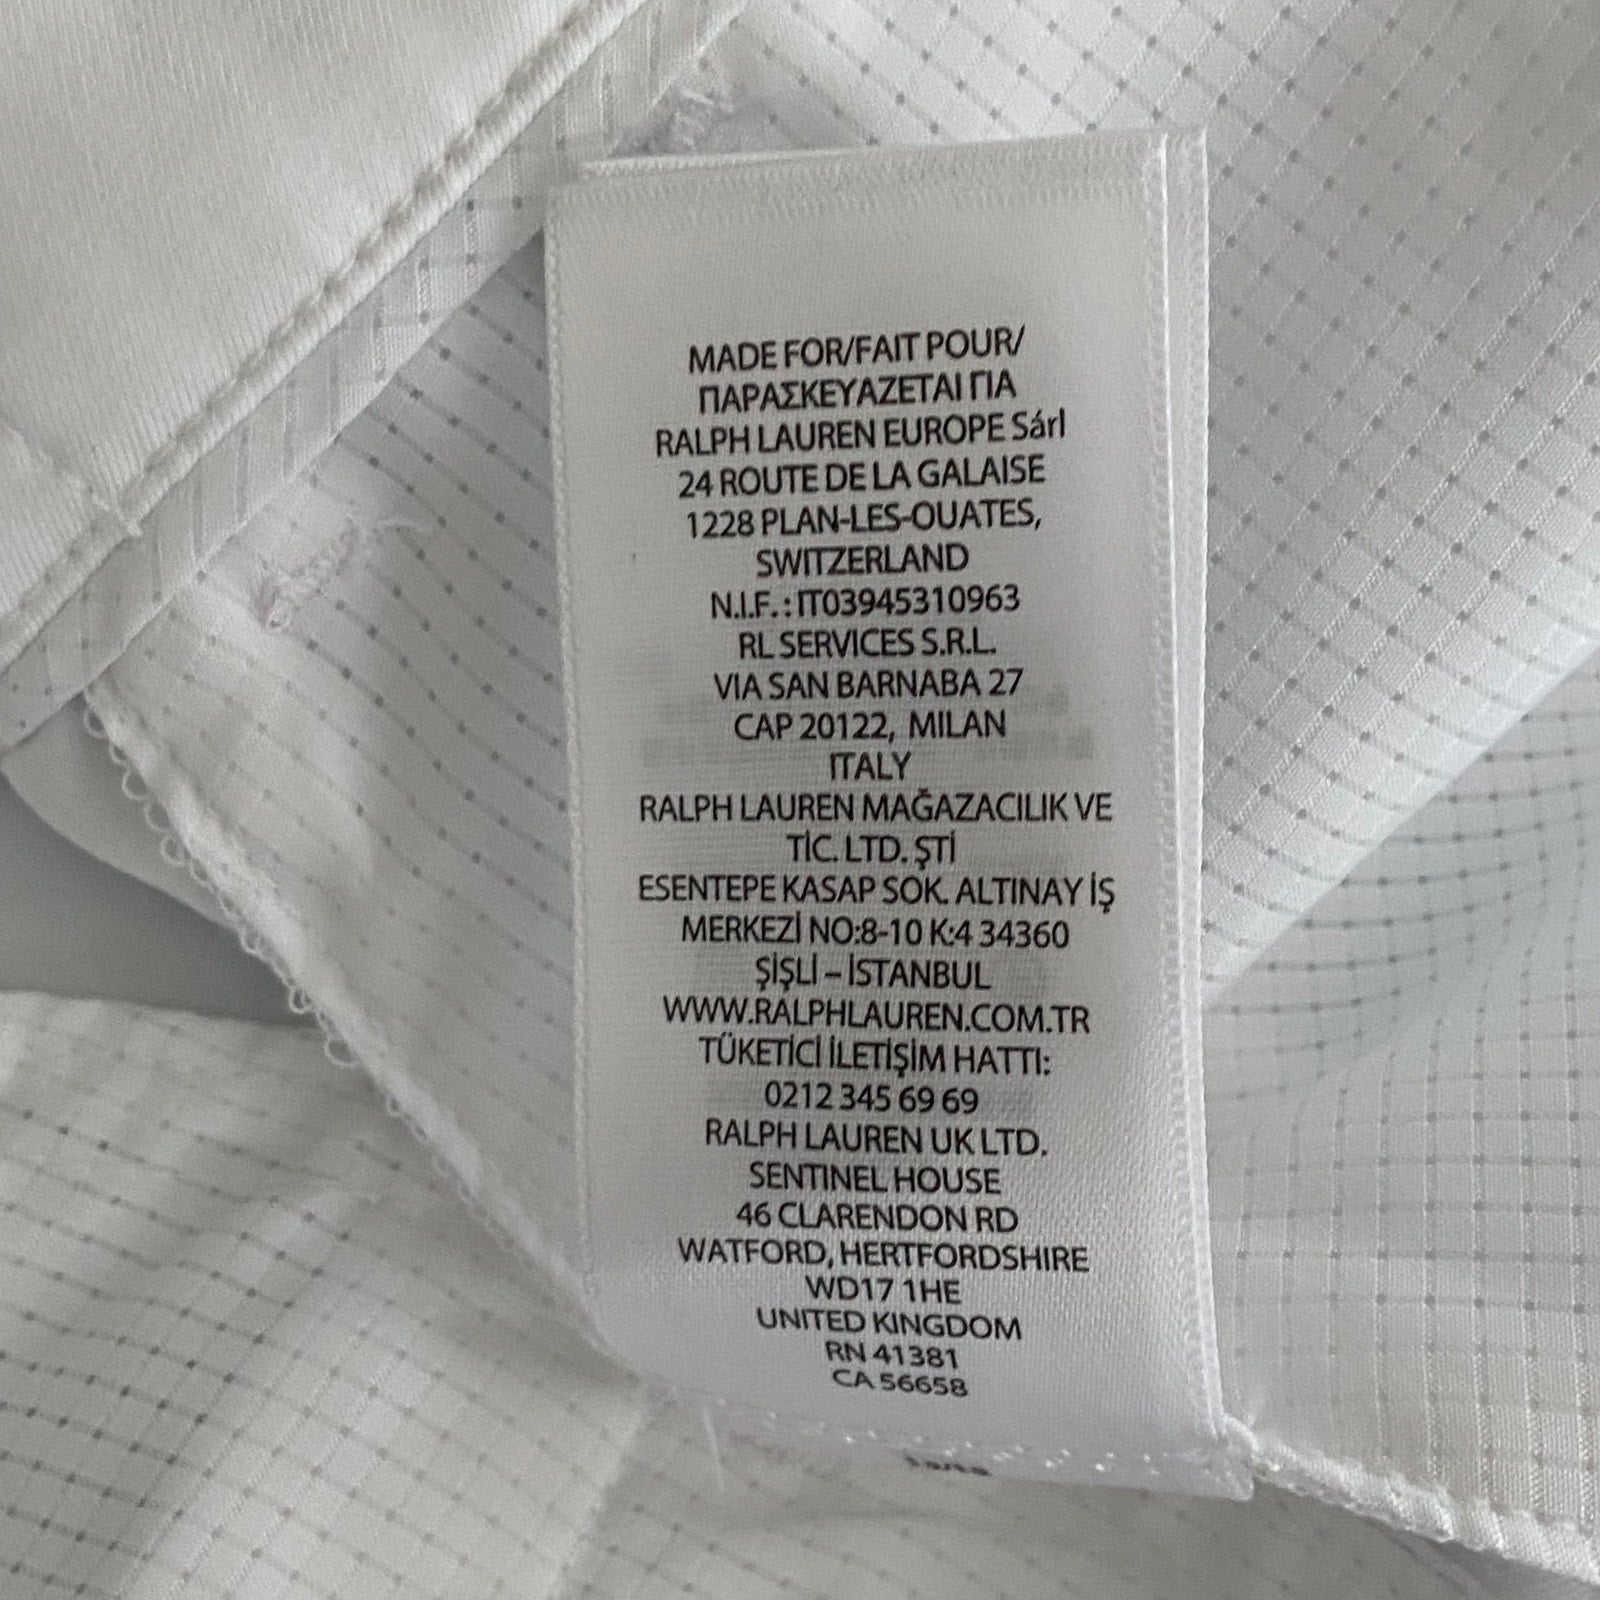 MADE FOR/FAIT POUR/
ΠΑΡΑΣΚΕΥΑΖΕΤΑΙ ΓΙΑ
RALPH LAUREN EUROPE Sárl
24 ROUTE DE LA GALAISE
1228 PLAN-LES-OUATES,
SWITZERLAND
N.I.F. : IT03945310963
RL SERVICES S.R.L.
VIA SAN BARNABA 27
CAP 20122, MILAN
ITALY
RALPH LAUREN MAĞAZACILIK VE
TİC. LTD. ŞTİ
ESENTEPE KASAP SOK. ALTINAY İŞ
MERKEZİ NO:8-10 K:4 34360
ŞİŞLİ – İSTANBUL
WWW.RALPHLAUREN.COM.TR
TÜKETİCİ İLETİŞİM HATTI:
0212 345 69 69
RALPH LAUREN UK LTD.
SENTINEL HOUSE
46 CLARENDON RD
WATFORD, HERTFORDSHIRE
WD17 1HE
UNITED KINGDOM
RN 41381
CA 56658